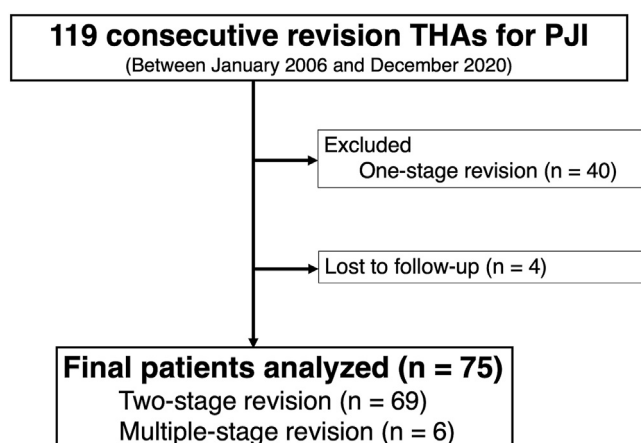 119 consecutive revision THAs for PJI
(Between January 2006 and December 2020)
Excluded
One-stage revision (n = 40)
Lost to follow-up (n = 4)
Final patients analyzed (n = 75)
Two-stage revision (n = 69)
Multiple-stage revision (n = 6)